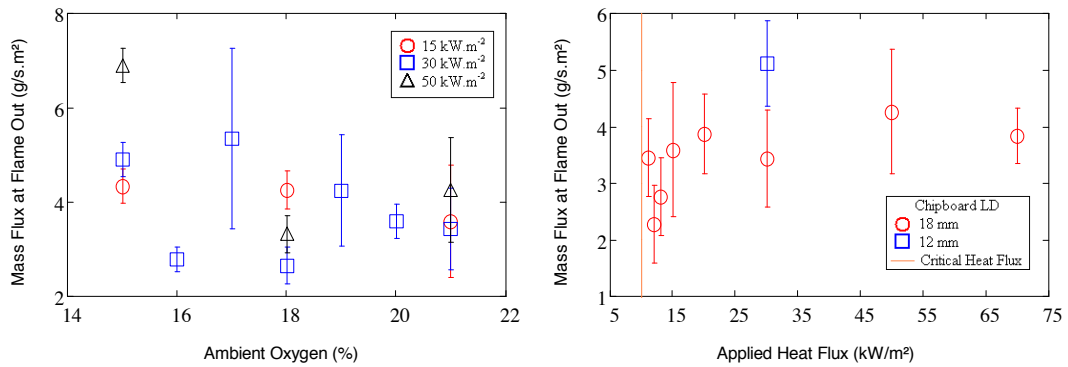 Mass Flux at Flame Out (g/s.m²)
8
6
4
2
14
16
18
20
22
Ambient Oxygen (%)
15 kW.m⁻²
30 kW.m⁻²
50 kW.m⁻²
Mass Flux at Flame Out (g/s.m²)
6
5
4
3
2
1
5
15
25
35
45
55
65
75
Applied Heat Flux (kW/m²)
Chipboard LD
18 mm
12 mm
Critical Heat Flux